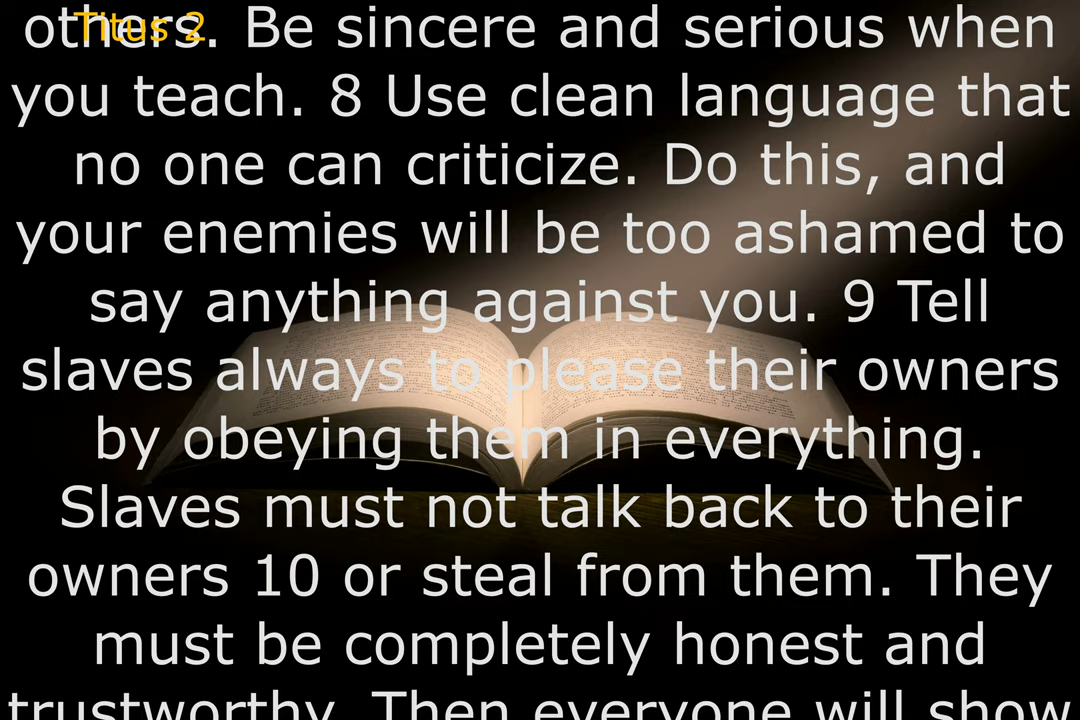 Titus 2
others. Be sincere and serious when
you teach. 8 Use clean language that
no one can criticize. Do this, and
your enemies will be too ashamed to
say anything against you. 9 Tell
slaves always to please their owners
by obeying them in everything.
Slaves must not talk back to their
owners 10 or steal from them. They
must be completely honest and
trustworthy. Then everyone will show